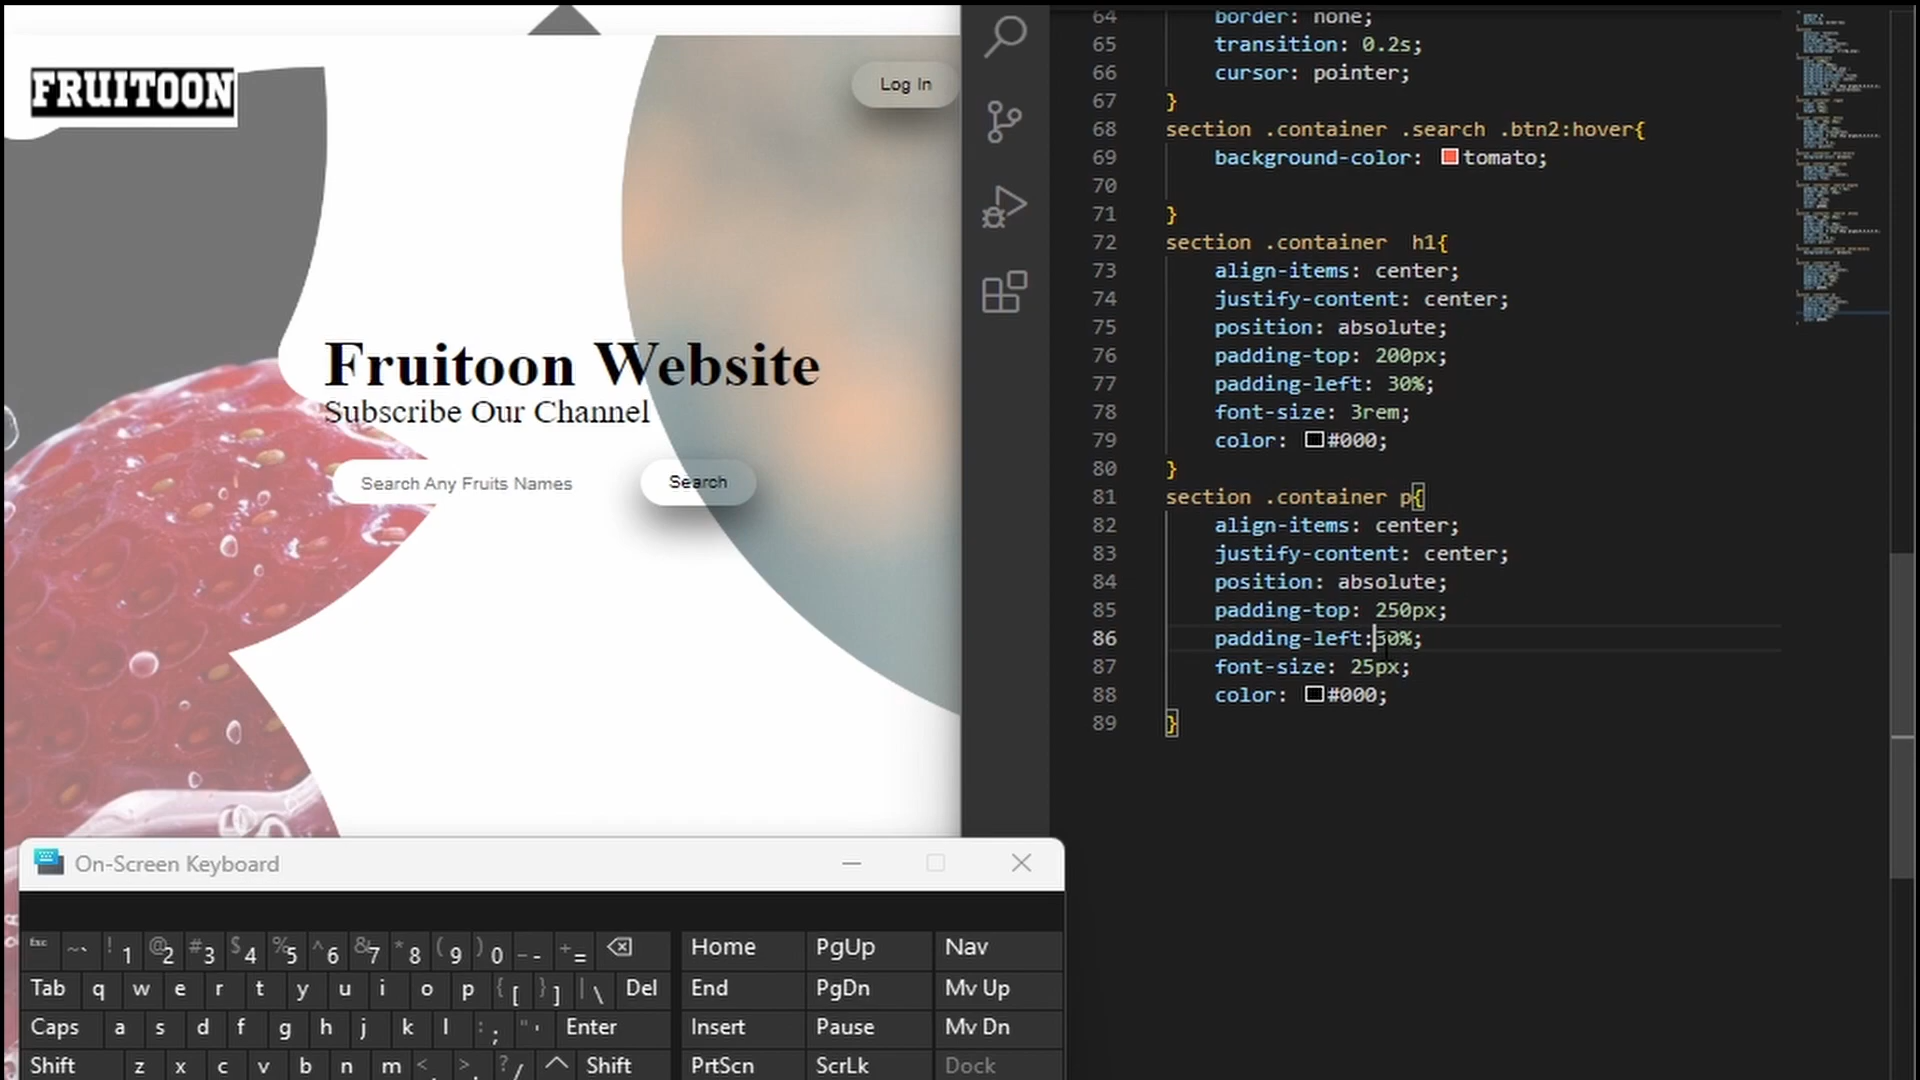 FRUITOON
Log In
Fruitoon Website
Subscribe Our Channel
Search Any Fruits Names
Search
64 border: none;
65 transition: 0.2s;
66 cursor: pointer;
67 }
68 section .container .search .btn2:hover{
69 background-color: tomato;
70
71 }
72 section .container  h1{
73 align-items: center;
74 justify-content: center;
75 position: absolute;
76 padding-top: 200px;
77 padding-left: 30%;
78 font-size: 3rem;
79 color: #000;
80 }
81 section .container p{
82 align-items: center;
83 justify-content: center;
84 position: absolute;
85 padding-top: 250px;
86 padding-left:30%;
87 font-size: 25px;
88 color: #000;
89 }
On-Screen Keyboard
Esc ~ ` ! 1 @ 2 # 3 $ 4 % 5 ^ 6 & 7 * 8 ( 9 ) 0 _ - + = Home PgUp Nav
Tab q w e r t y u i o p { [ } ] | \ Del End PgDn Mv Up
Caps a s d f g h j k l : ; " ' Enter Insert Pause Mv Dn
Shift z x c v b n m < , > . ? / ^ Shift PrtScn ScrLk Dock